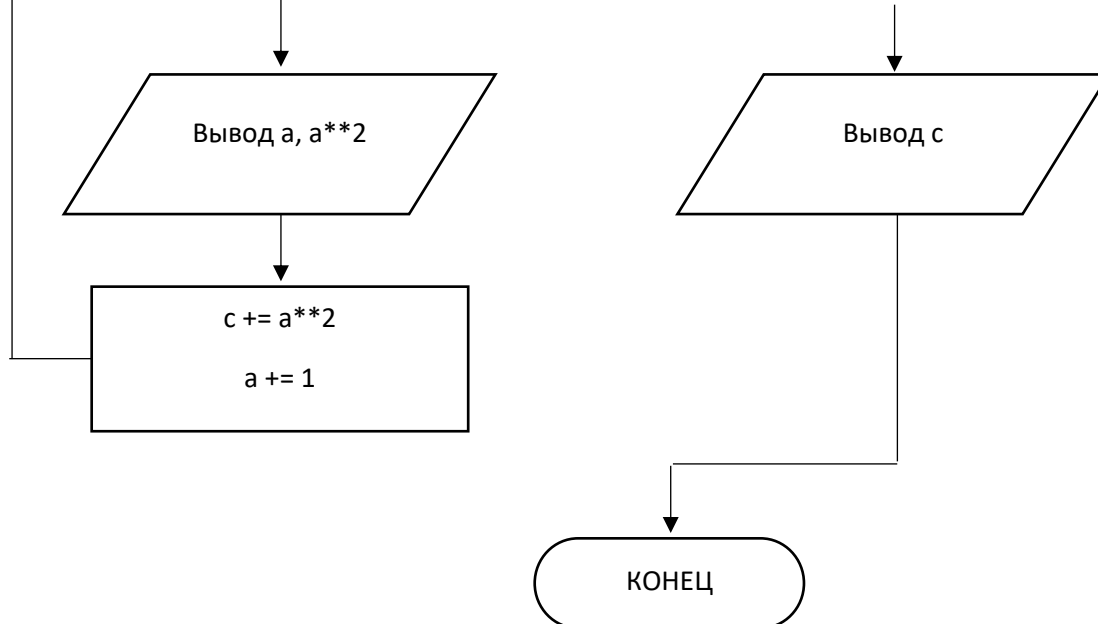 Вывод a, a**2
Вывод c
c += a**2
a += 1
КОНЕЦ